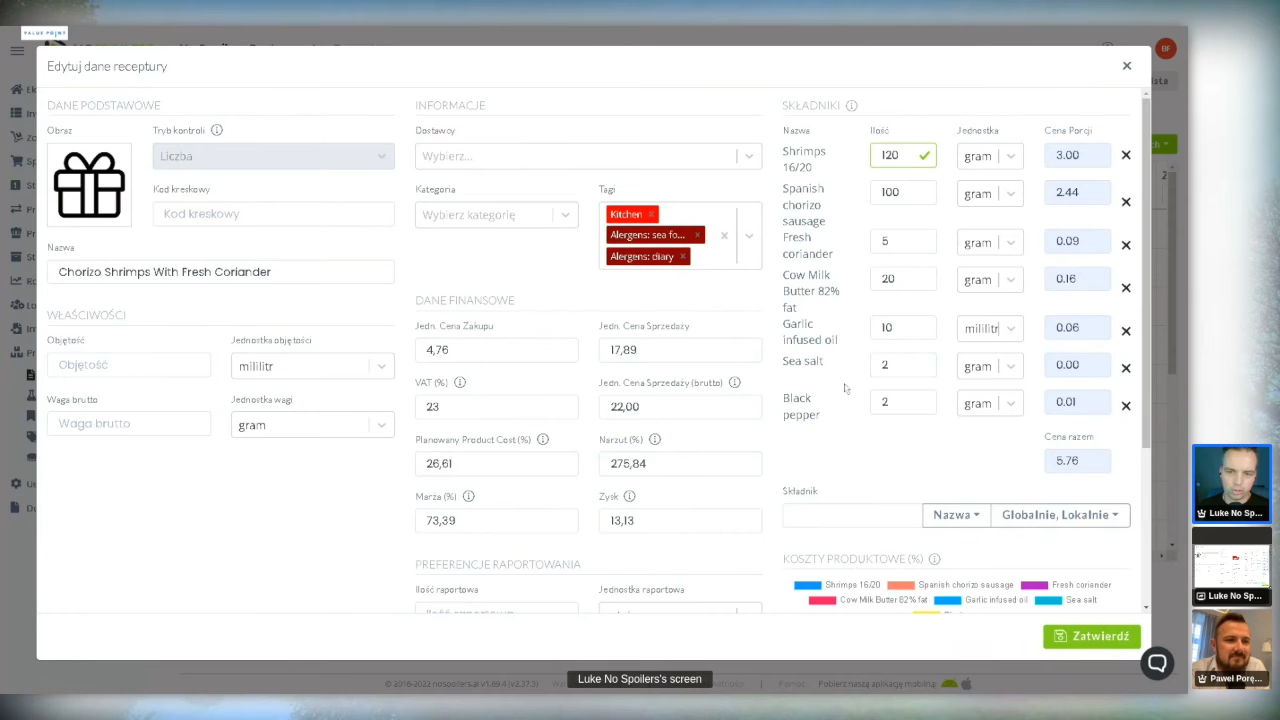 VALUE POINT
BF
Edytuj dane receptury
DANE PODSTAWOWE
Obraz
Tryb kontroli
Liczba
Kod kreskowy
Kod kreskowy
Nazwa
Chorizo Shrimps With Fresh Coriander
WŁAŚCIWOŚCI
Objętość
Jednostka objętości
Objętość
mililitr
Waga brutto
Jednostka wagi
Waga brutto
gram
INFORMACJE
Dostawcy
Wybierz...
Kategoria
Tagi
Wybierz kategorię
Kitchen
Alergens: sea fo...
Alergens: diary
DANE FINANSOWE
Jedn. Cena Zakupu
Jedn. Cena Sprzedaży
4,76
17,89
VAT (%)
Jedn. Cena Sprzedaży (brutto)
23
22,00
Planowany Product Cost (%)
Narzut (%)
26,61
275,84
Marża (%)
Zysk
73,39
13,13
PREFERENCJE RAPORTOWANIA
Ilość raportowa
Jednostka raportowa
SKŁADNIKI
Nazwa
Ilość
Jednostka
Cena Porcji
Shrimps 16/20
120
gram
3.00
Spanish chorizo sausage
100
gram
2.44
Fresh coriander
5
gram
0.09
Cow Milk Butter 82% fat
20
gram
0.16
Garlic infused oil
10
mililitr
0.06
Sea salt
2
gram
0.00
Black pepper
2
gram
0.01
Cena razem
5.76
Składnik
Nazwa
Globalnie, Lokalnie
KOSZTY PRODUKTOWE (%)
Shrimps 16/20
Spanish chorizo sausage
Fresh coriander
Cow Milk Butter 82% fat
Garlic infused oil
Sea salt
Zatwierdź
Luke No Spoilers's screen
Pobierz naszą aplikację mobilną:
Luke No Sp...
Luke No Sp...
Paweł Porę...